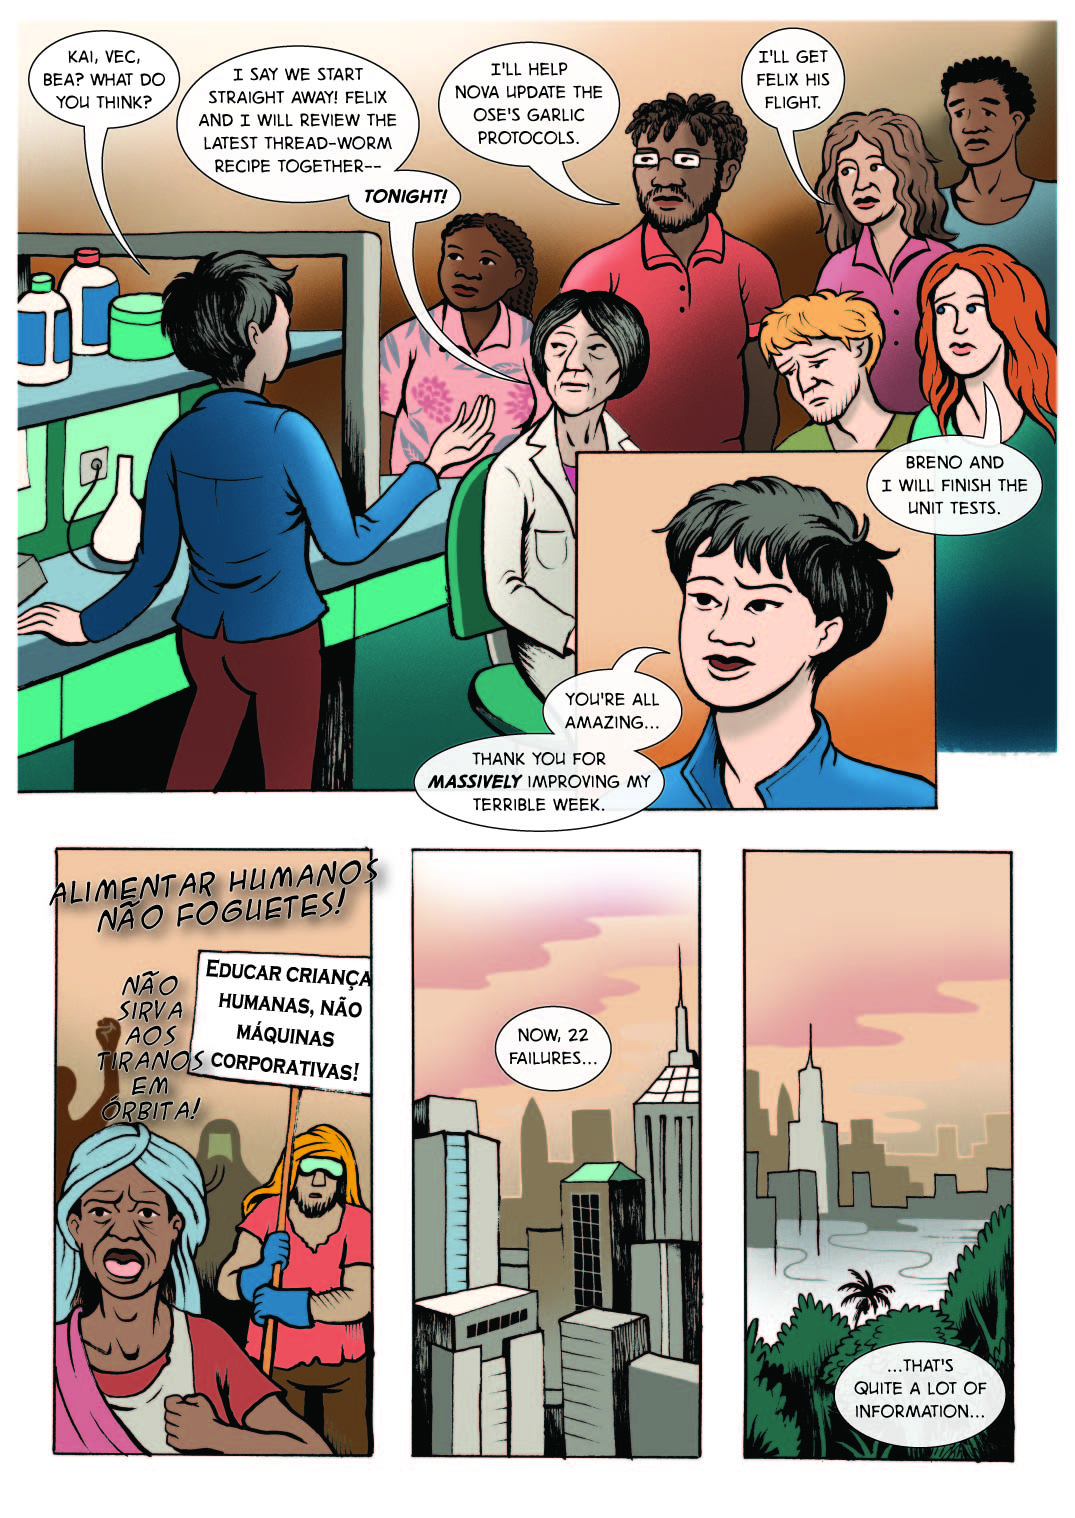 KAI, VEC,
BEA? WHAT DO
YOU THINK?
I SAY WE START
STRAIGHT AWAY! FELIX
AND I WILL REVIEW THE
LATEST THREAD-WORM
RECIPE TOGETHER--
TONIGHT!
I'LL HELP
NOVA UPDATE THE
OSE'S GARLIC
PROTOCOLS.
I'LL GET
FELIX HIS
FLIGHT.
BRENO AND
I WILL FINISH THE
UNIT TESTS.
YOU'RE ALL
AMAZING...
THANK YOU FOR
MASSIVELY IMPROVING MY
TERRIBLE WEEK.
ALIMENTAR HUMANOS
NÃO FOGUETES!
NÃO
SIRVA
AOS
TIRANOS
EM
ÓRBITA!
EDUCAR CRIANÇA
HUMANAS, NÃO
MÁQUINAS
CORPORATIVAS!
NOW, 22
FAILURES...
...THAT'S
QUITE A LOT OF
INFORMATION...